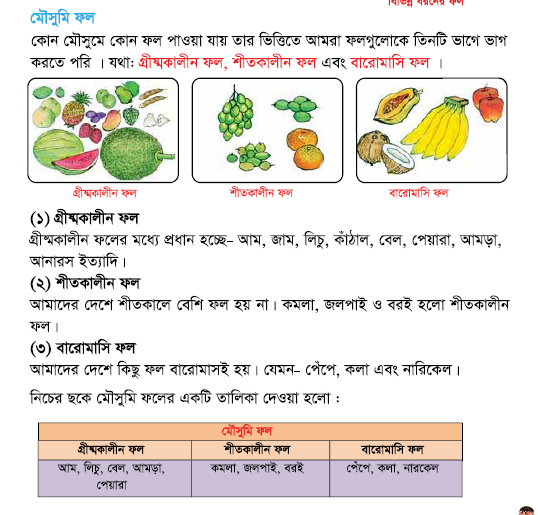 বিভিন্ন ধরনের ফল
মৌসুমি ফল
কোন মৌসুমে কোন ফল পাওয়া যায় তার ভিত্তিতে আমরা ফলগুলোকে তিনটি ভাগে ভাগ
করতে পরি । যথা: গ্রীষ্মকালীন ফল, শীতকালীন ফল এবং বারোমাসি ফল ।
গ্রীষ্মকালীন ফল শীতকালীন ফল বারোমাসি ফল
(১) গ্রীষ্মকালীন ফল
গ্রীষ্মকালীন ফলের মধ্যে প্রধান হচ্ছে– আম, জাম, লিচু, কাঁঠাল, বেল, পেয়ারা, আমড়া,
আনারস ইত্যাদি।
(২) শীতকালীন ফল
আমাদের দেশে শীতকালে বেশি ফল হয় না। কমলা, জলপাই ও বরই হলো শীতকালীন
ফল।
(৩) বারোমাসি ফল
আমাদের দেশে কিছু ফল বারোমাসই হয়। যেমন– পেঁপে, কলা এবং নারিকেল।
নিচের ছকে মৌসুমি ফলের একটি তালিকা দেওয়া হলো :
মৌসুমি ফল
গ্রীষ্মকালীন ফল শীতকালীন ফল বারোমাসি ফল
আম, লিচু, বেল, আমড়া, কমলা, জলপাই, বরই পেঁপে, কলা, নারকেল
পেয়ারা